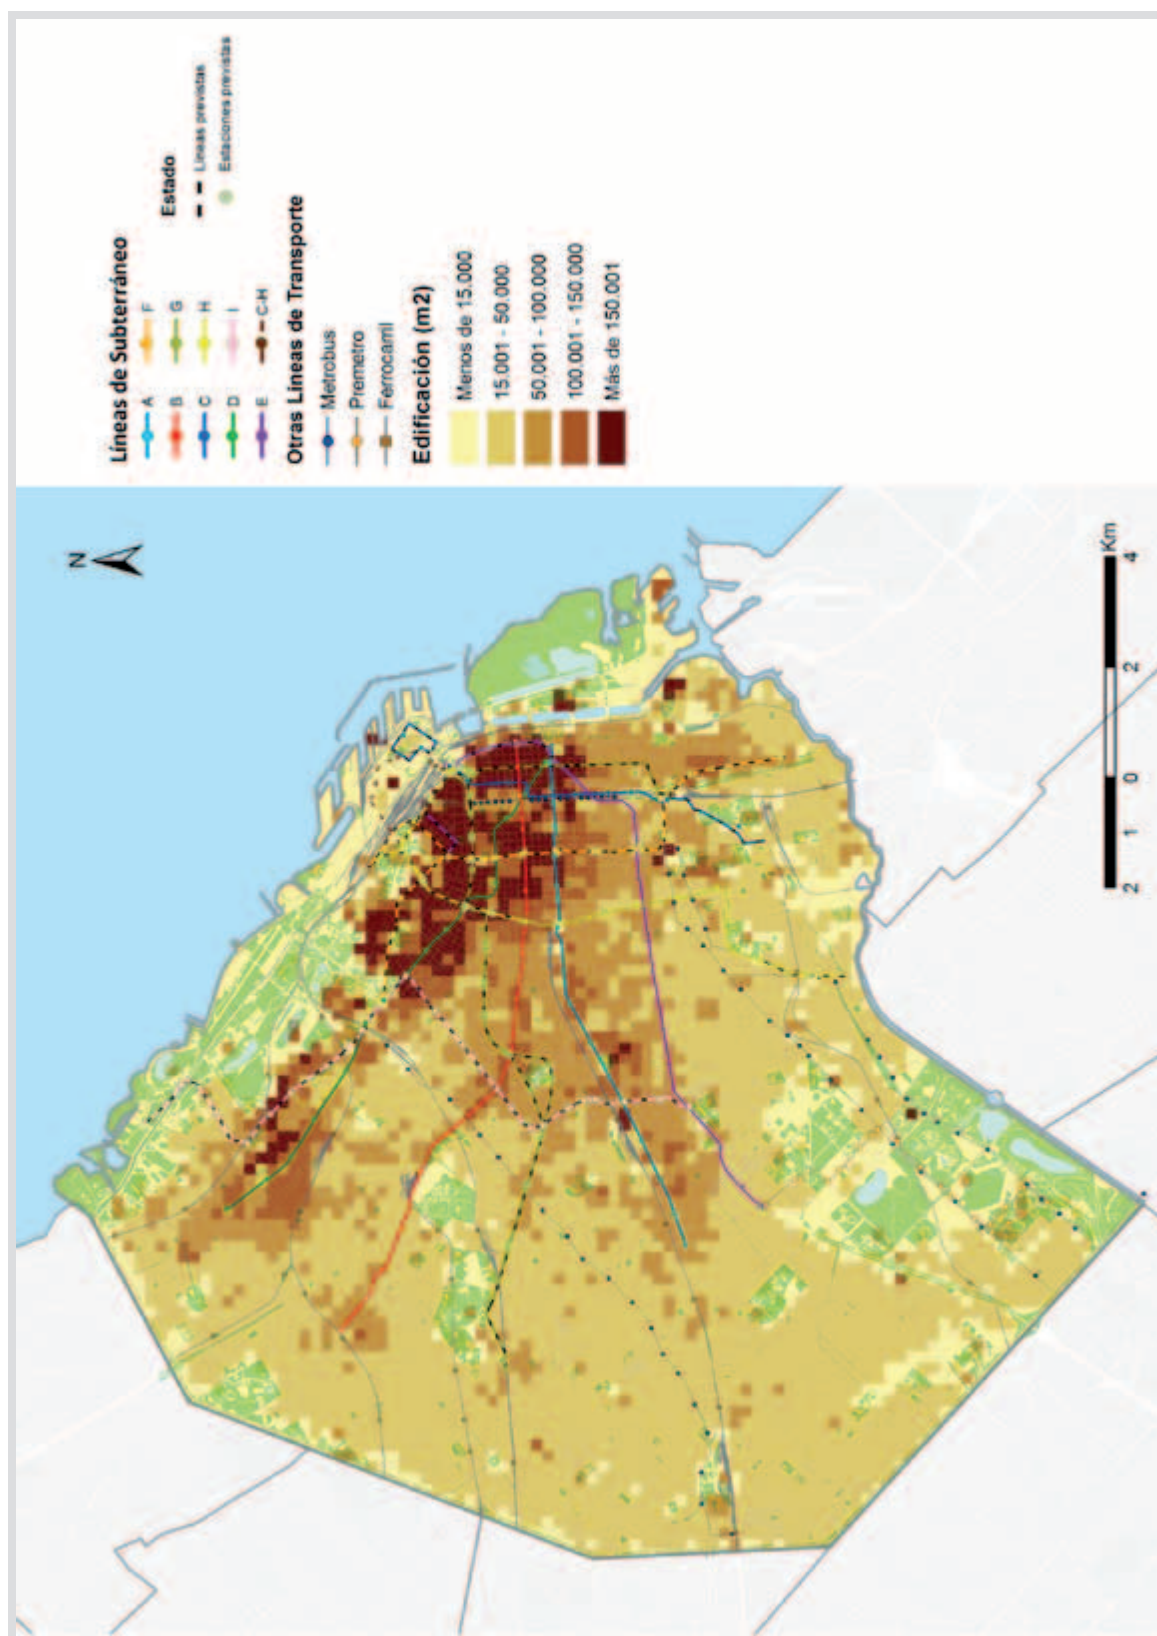 Líneas de Subterráneo
A
B
C
D
E
F
G
H
I
C-H
Estado
Líneas previstas
Estaciones previstas
Otras Líneas de Transporte
Metrobus
Premetro
Ferrocarril
Edificación (m2)
Menos de 15.000
15.001 - 50.000
50.001 - 100.000
100.001 - 150.000
Más de 150.001
N
Km
2 1 0 2 4